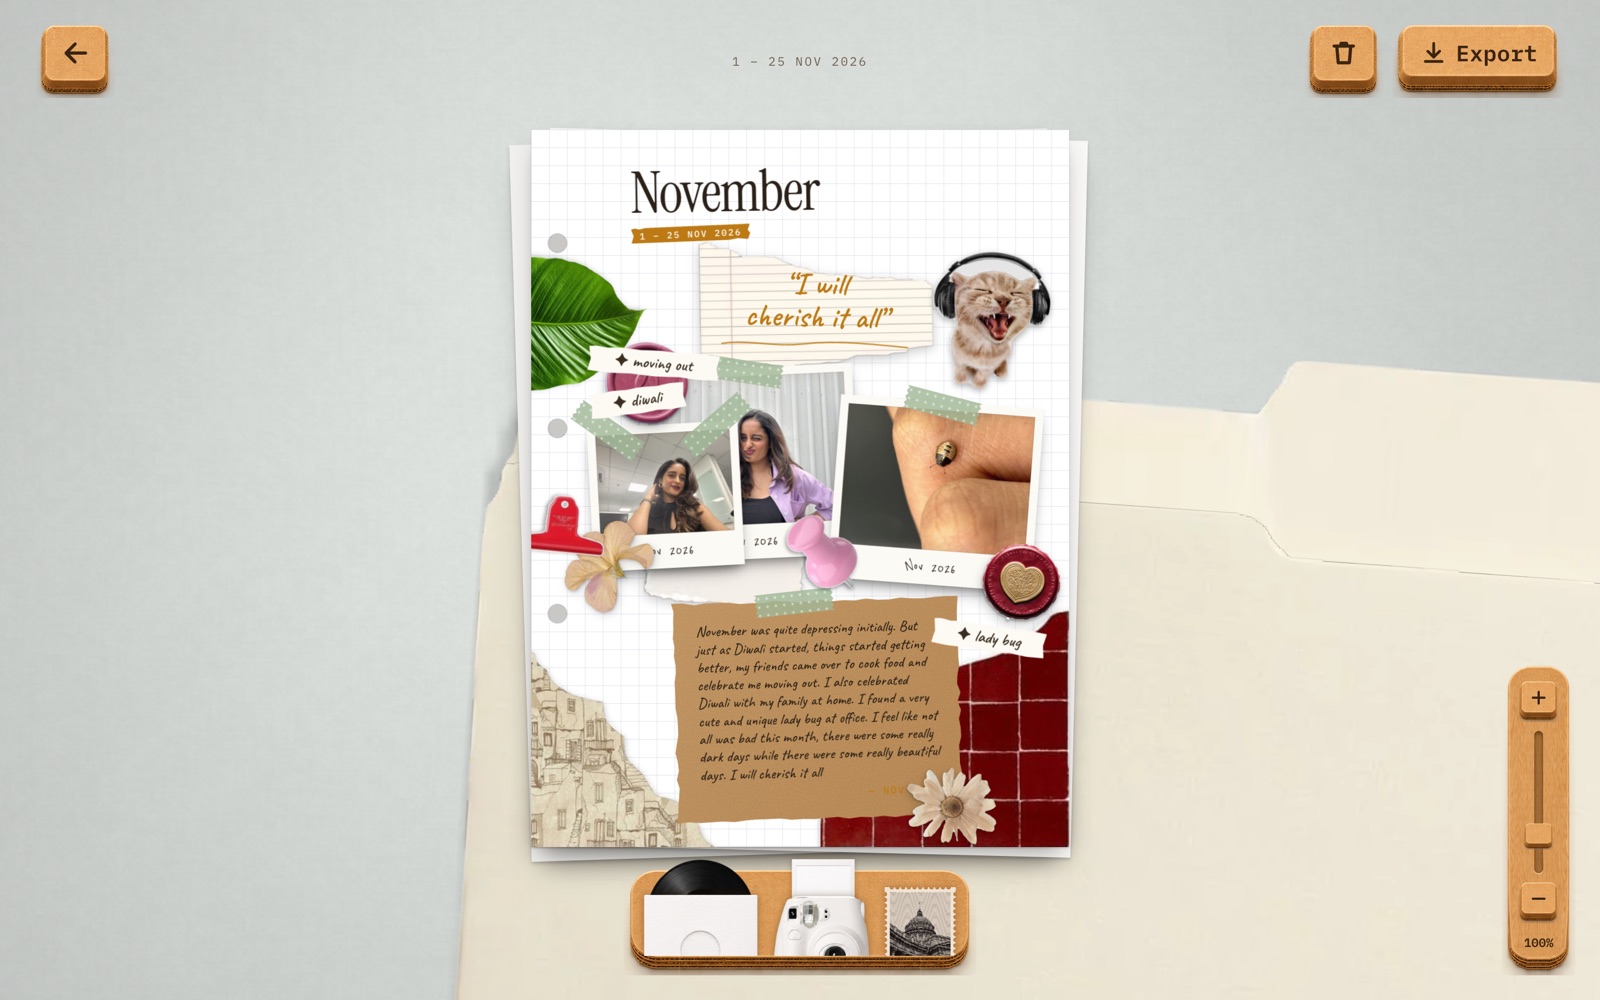 1 – 25 NOV 2026
Export
November
1 – 25 NOV 2026
“I will
cherish it all”
✦ moving out
✦ diwali
2026
2026
Nov 2026
November was quite depressing initially. But
just as Diwali started, things started getting
better, my friends came over to cook food and
celebrate me moving out. I also celebrated
Diwali with my family at home. I found a very
cute and unique lady bug at office. I feel like not
all was bad this month, there were some really
dark days while there were some really beautiful
days. I will cherish it all
– NOV
✦ lady bug
100%